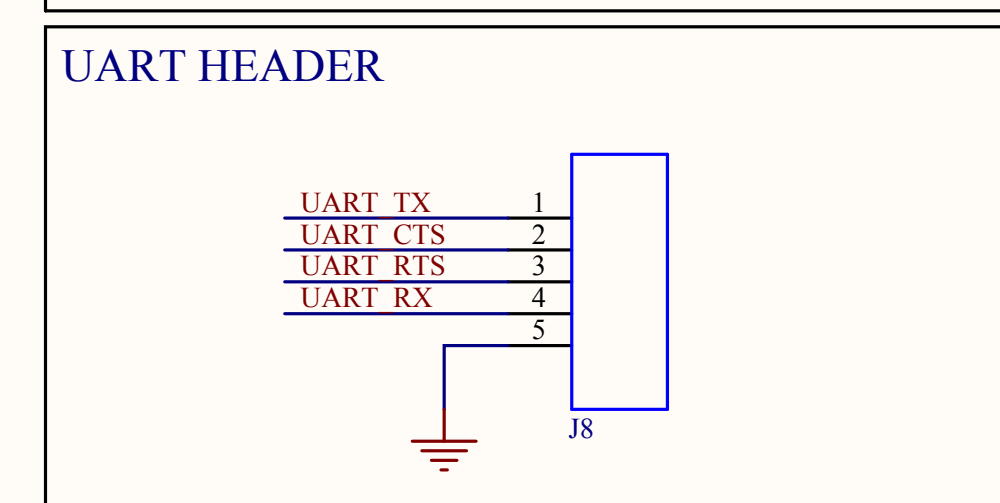 UART HEADER
UART_TX 1
UART_CTS 2
UART_RTS 3
UART_RX 4
5
J8